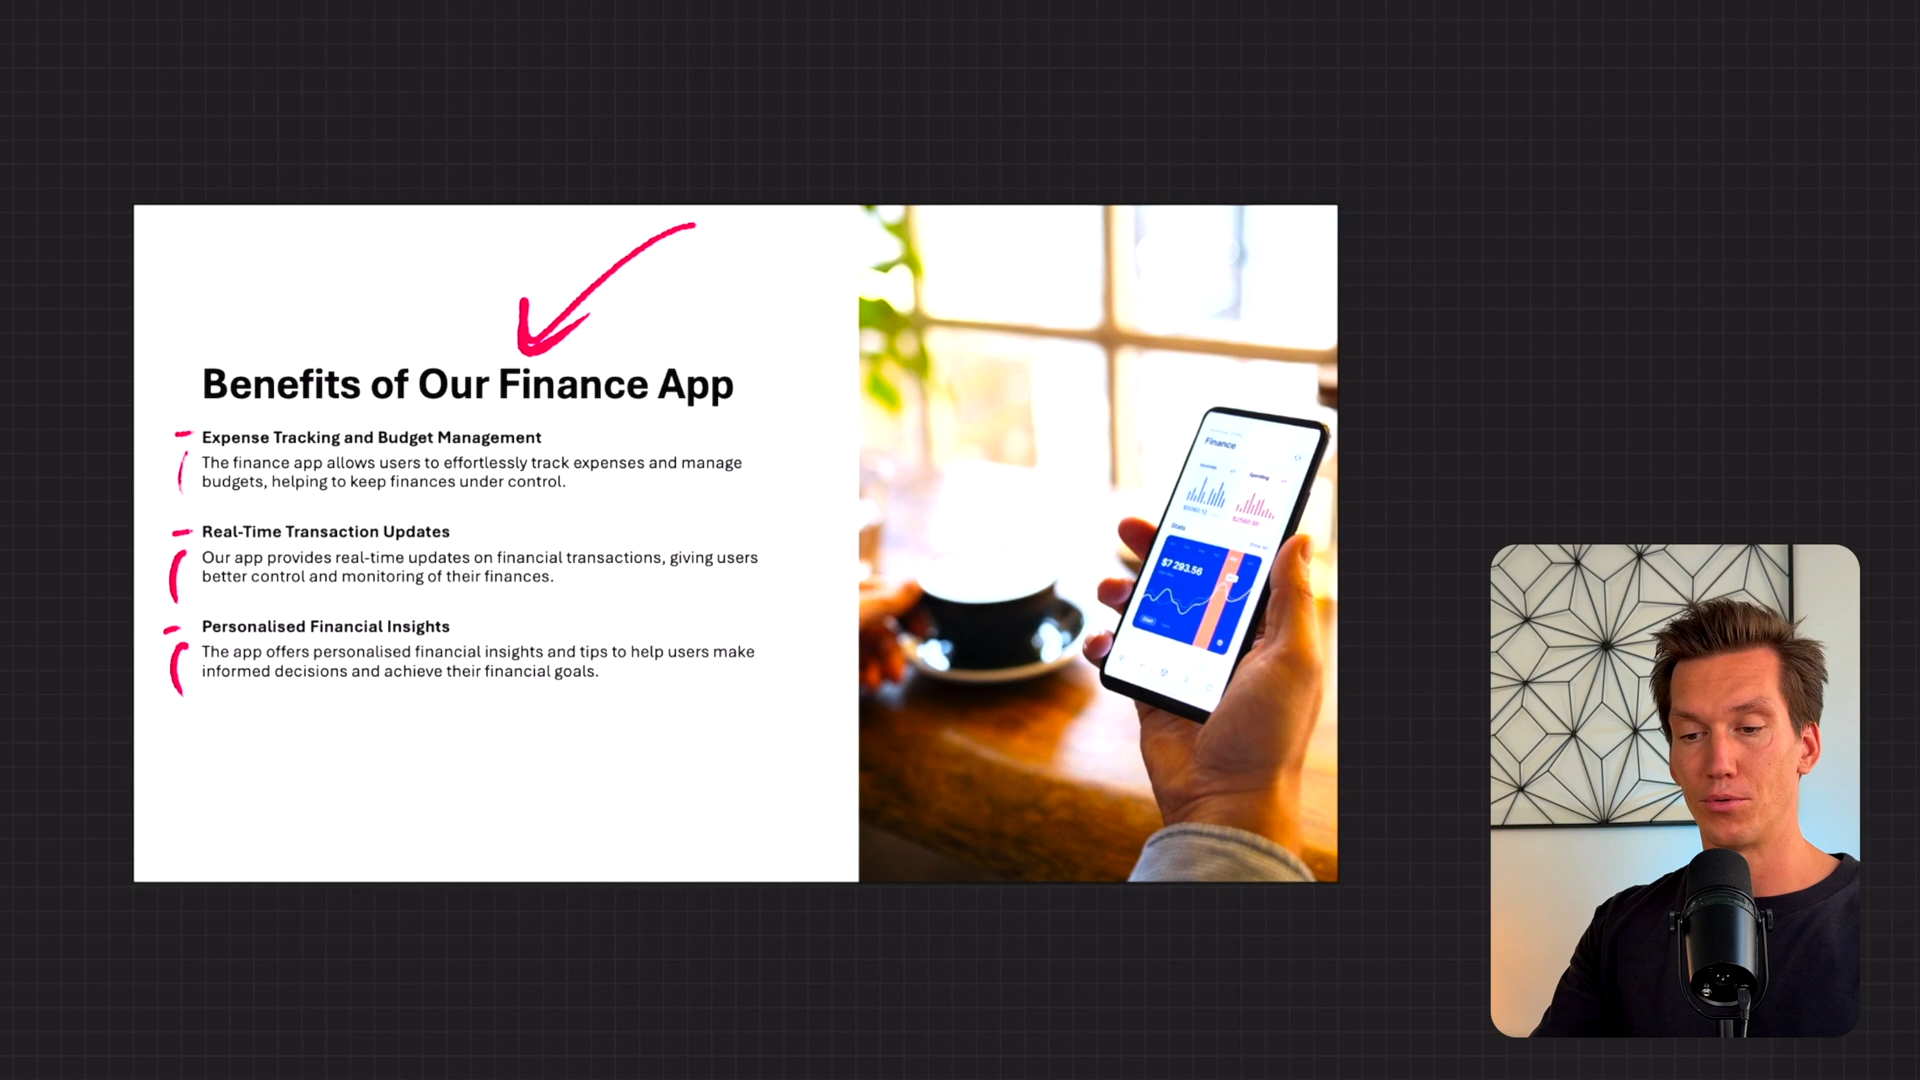 Benefits of Our Finance App
Expense Tracking and Budget Management
The finance app allows users to effortlessly track expenses and manage
budgets, helping to keep finances under control.
Real-Time Transaction Updates
Our app provides real-time updates on financial transactions, giving users
better control and monitoring of their finances.
Personalised Financial Insights
The app offers personalised financial insights and tips to help users make
informed decisions and achieve their financial goals.
Finance
Spending
Stats
$7 293.56